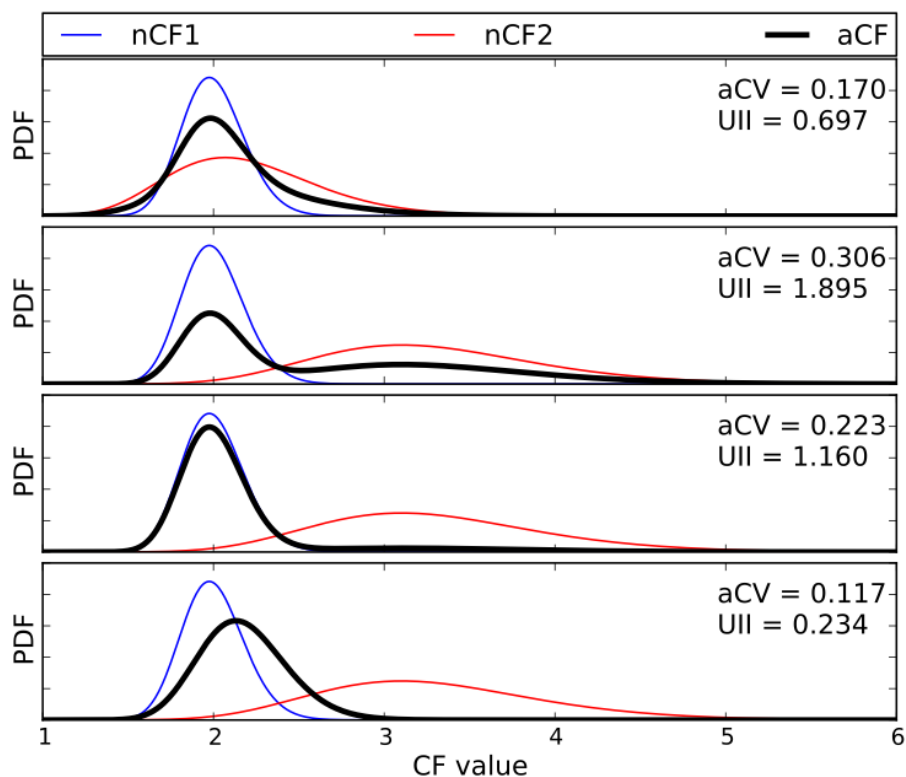 nCF1 nCF2 aCF
PDF
aCV = 0.170
UII = 0.697
PDF
aCV = 0.306
UII = 1.895
PDF
aCV = 0.223
UII = 1.160
PDF
aCV = 0.117
UII = 0.234
1 2 3 4 5 6
CF value